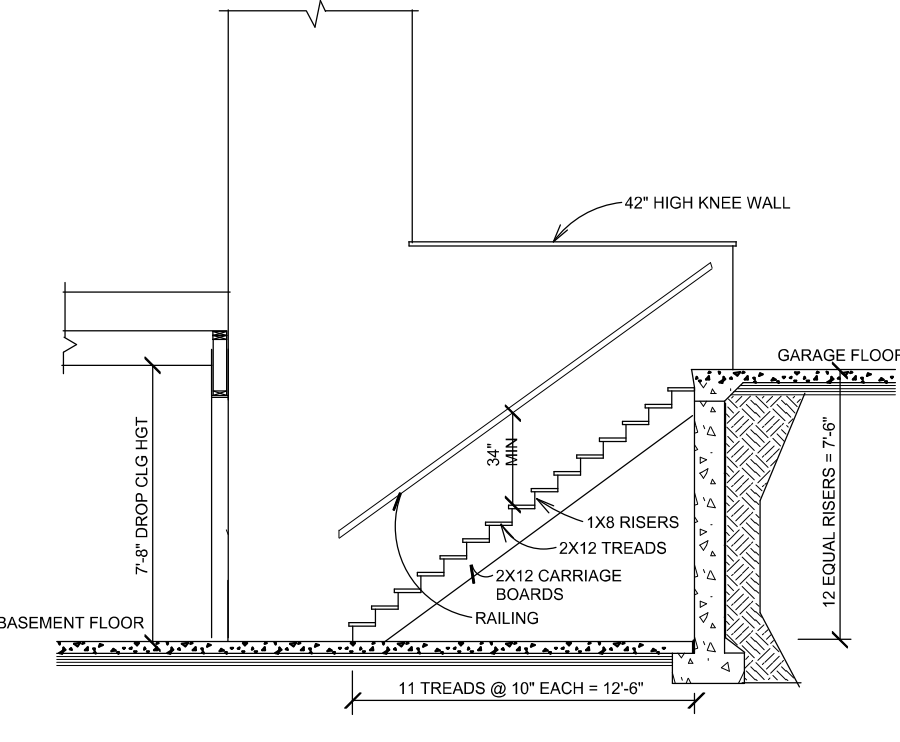 42" HIGH KNEE WALL
GARAGE FLOOR
7'-8" DROP CLG HGT
34"
MIN
12 EQUAL RISERS = 7'-6"
1X8 RISERS
2X12 TREADS
2X12 CARRIAGE
BOARDS
RAILING
BASEMENT FLOOR
11 TREADS @ 10" EACH = 12'-6"